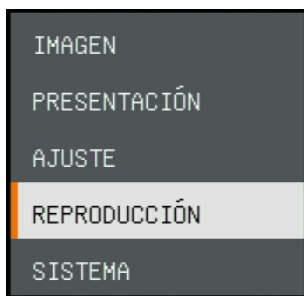 IMAGEN
PRESENTACIÓN
AJUSTE
REPRODUCCIÓN
SISTEMA